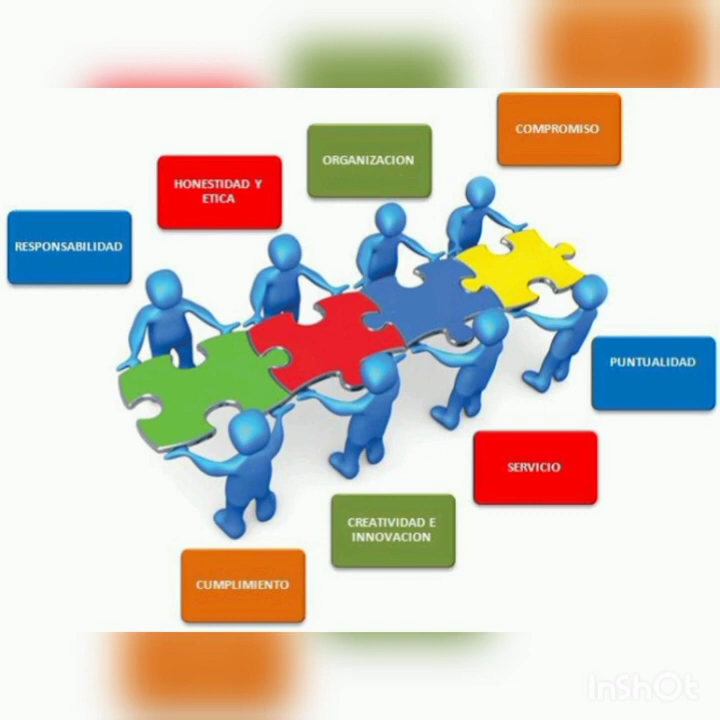 COMPROMISO
ORGANIZACION
HONESTIDAD Y
ETICA
RESPONSABILIDAD
PUNTUALIDAD
SERVICIO
CREATIVIDAD E
INNOVACION
CUMPLIMIENTO
InShOt